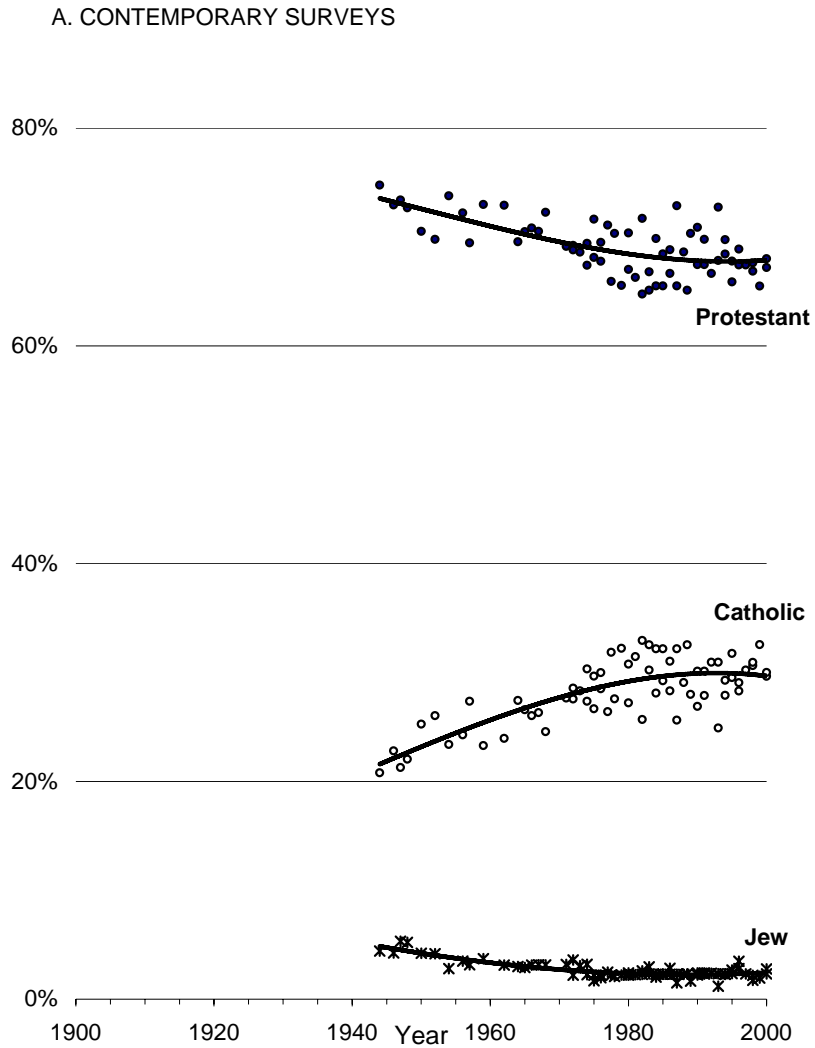 A. CONTEMPORARY SURVEYS
80%
Protestant
60%
40%
Catholic
20%
Jew
0%
1900 1920 1940 Year 1960 1980 2000